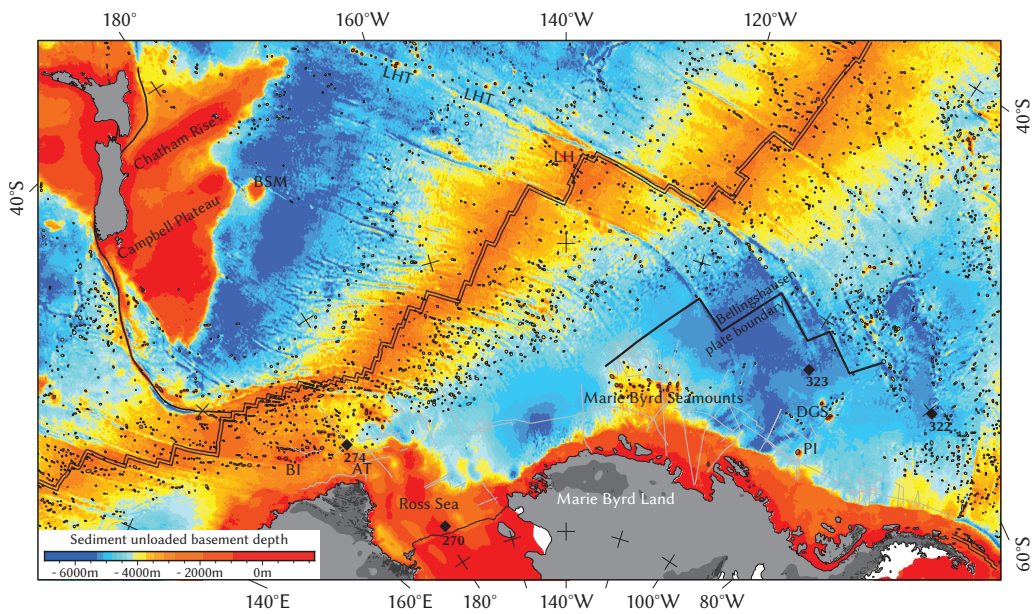 180°
160°W
140°W
120°W
LHT
LHT
40°S
Chatham Rise
LH
BSM
40°S
Campbell Plateau
Bellingshausen
plate boundary
323
Marie Byrd Seamounts
DGS
322
274
PI
BI
AT
Ross Sea
Marie Byrd Land
270
Sediment unloaded basement depth
-6000m
-4000m
-2000m
0m
60°S
140°E
160°E
180°
140°W
100°W
80°W